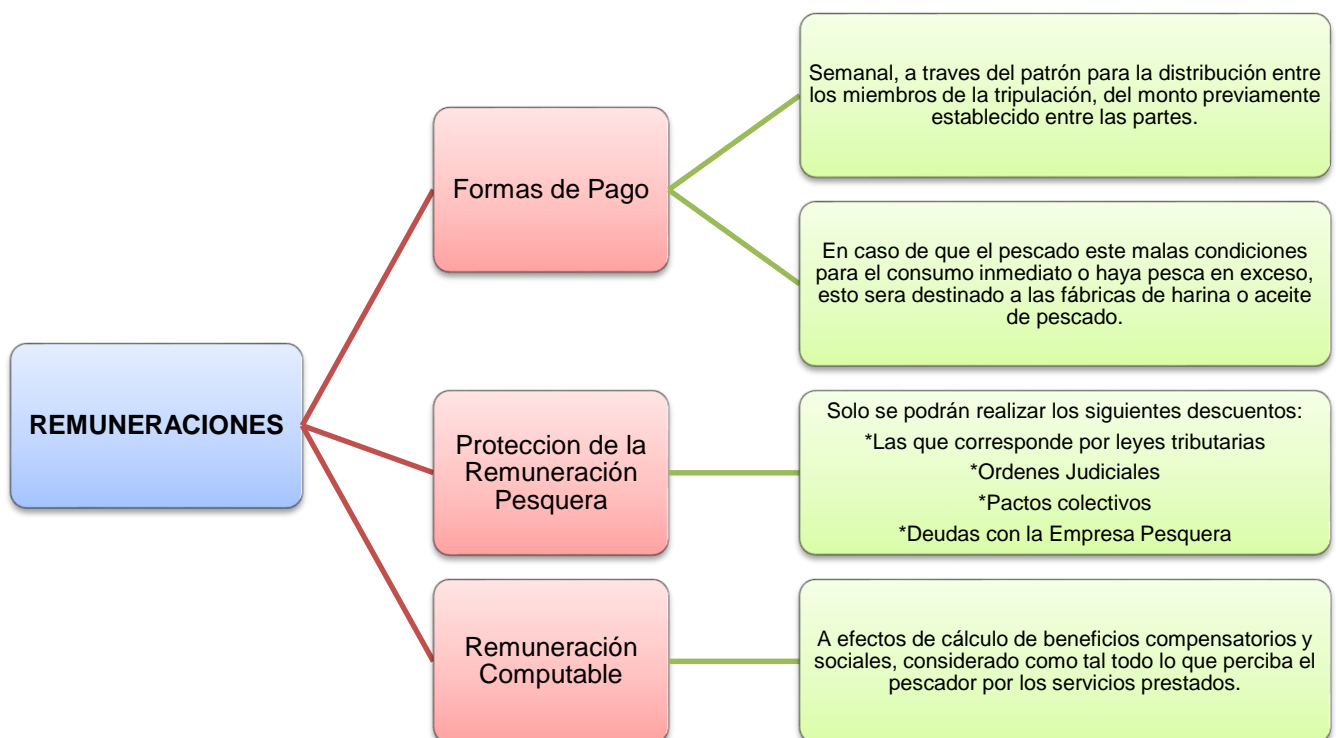 REMUNERACIONES
Formas de Pago
Semanal, a traves del patrón para la distribución entre
los miembros de la tripulación, del monto previamente
establecido entre las partes.
En caso de que el pescado este malas condiciones
para el consumo inmediato o haya pesca en exceso,
esto sera destinado a las fábricas de harina o aceite
de pescado.
Proteccion de la
Remuneración
Pesquera
Solo se podrán realizar los siguientes descuentos:
*Las que corresponde por leyes tributarias
*Ordenes Judiciales
*Pactos colectivos
*Deudas con la Empresa Pesquera
Remuneración
Computable
A efectos de cálculo de beneficios compensatorios y
sociales, considerado como tal todo lo que perciba el
pescador por los servicios prestados.